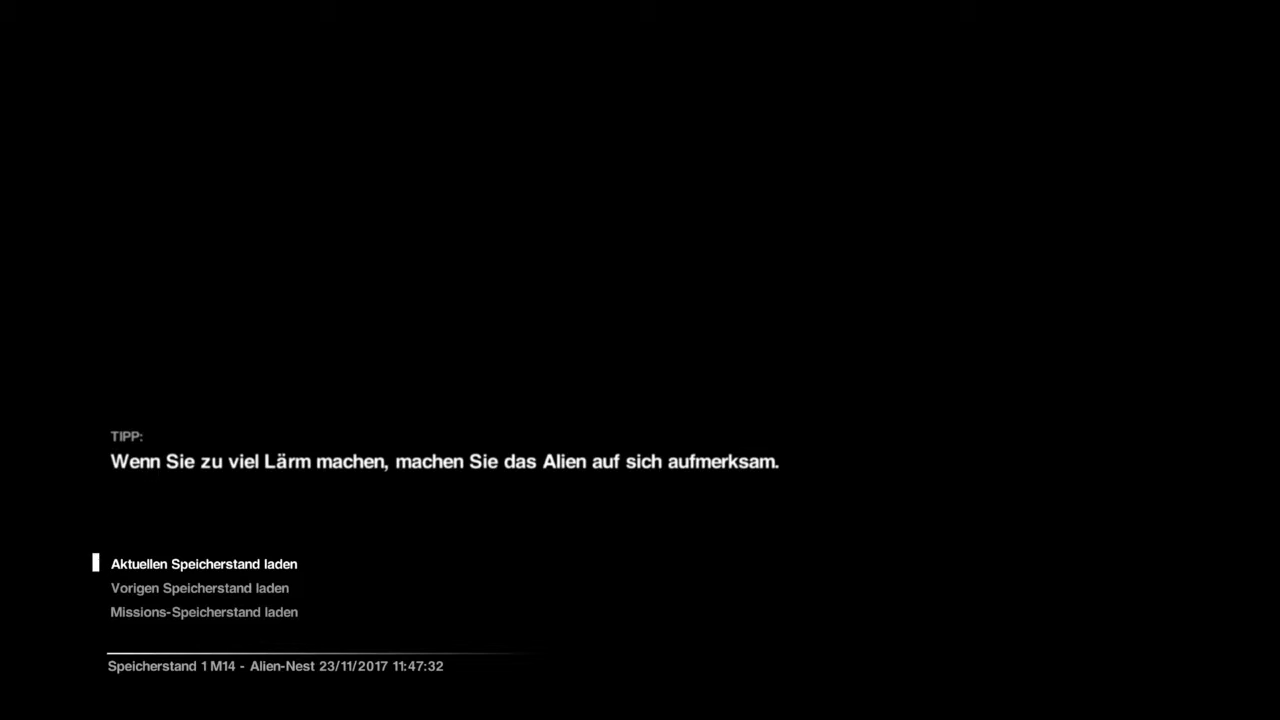 TIPP:
Wenn Sie zu viel Lärm machen, machen Sie das Alien auf sich aufmerksam.
Aktuellen Speicherstand laden
Vorigen Speicherstand laden
Missions-Speicherstand laden
Speicherstand 1 M14 - Alien-Nest 23/11/2017 11:47:32